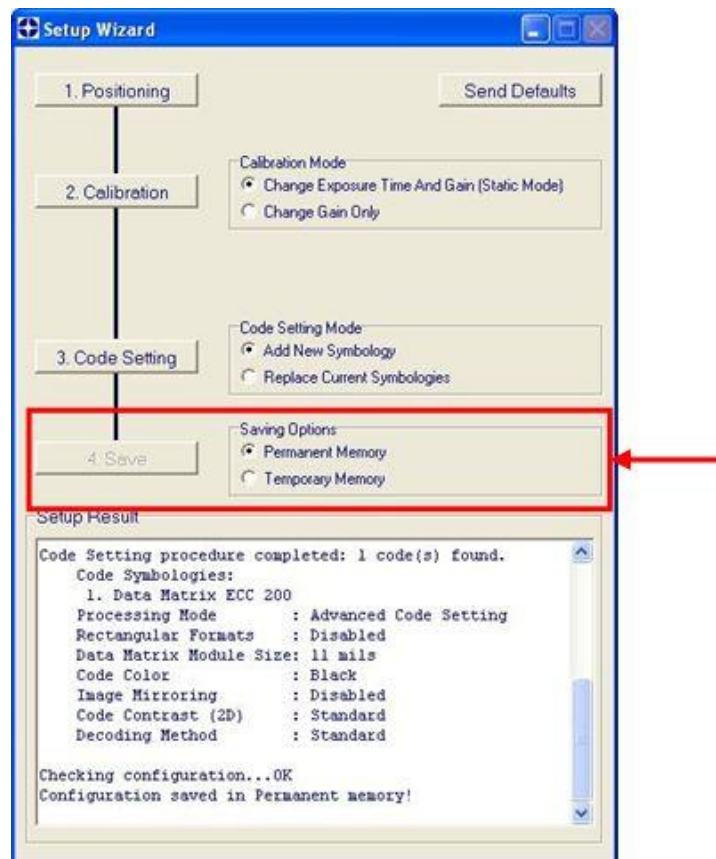 Setup Wizard
1. Positioning
Send Defaults
2. Calibration
Calibration Mode
Change Exposure Time And Gain (Static Mode)
Change Gain Only
3. Code Setting
Code Setting Mode
Add New Symbology
Replace Current Symbologies
4. Save
Saving Options
Permanent Memory
Temporary Memory
Setup Result
Code Setting procedure completed: 1 code(s) found.
Code Symbologies:
1. Data Matrix ECC 200
Processing Mode : Advanced Code Setting
Rectangular Formats : Disabled
Data Matrix Module Size: 11 mils
Code Color : Black
Image Mirroring : Disabled
Code Contrast (2D) : Standard
Decoding Method : Standard
Checking configuration...OK
Configuration saved in Permanent memory!